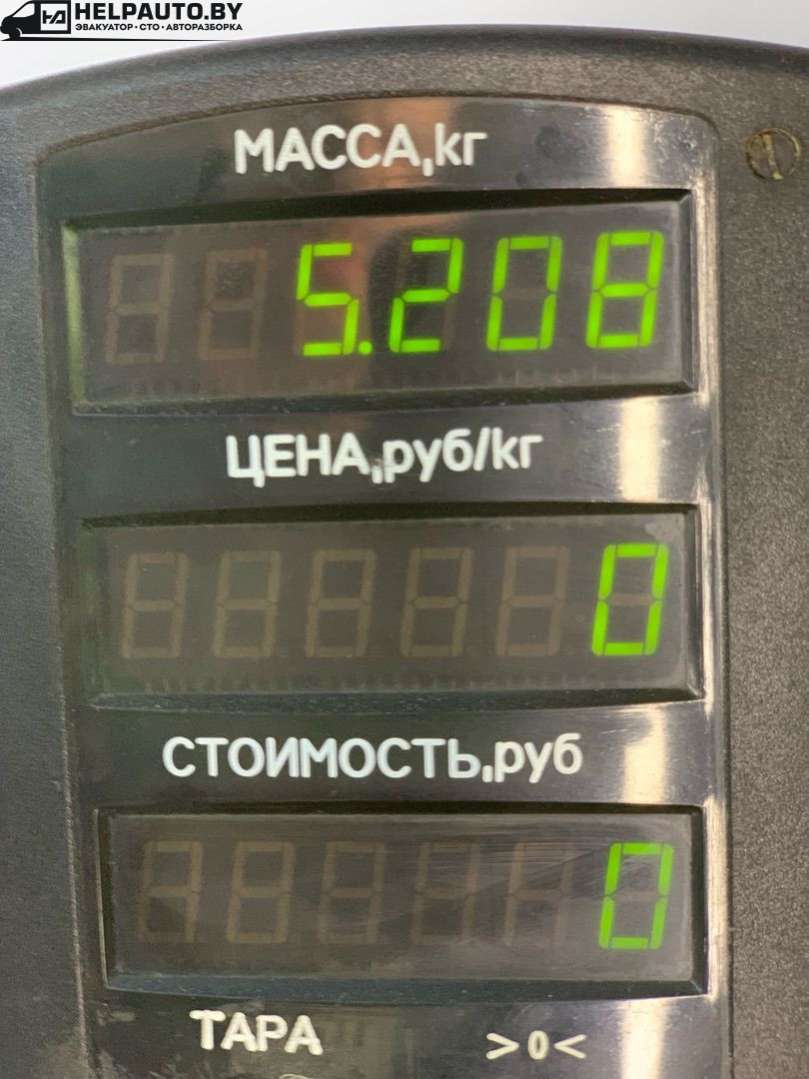 HELPAUTO.BY
ЭВАКУАТОР • СТО • АВТОРАЗБОРКА
МАССА,кг
5.208
ЦЕНА,руб/кг
0
СТОИМОСТЬ,руб
0
ТАРА >0<